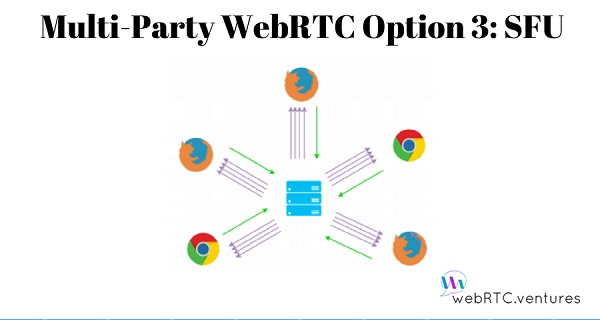 Multi-Party WebRTC Option 3: SFU
webRTC.ventures